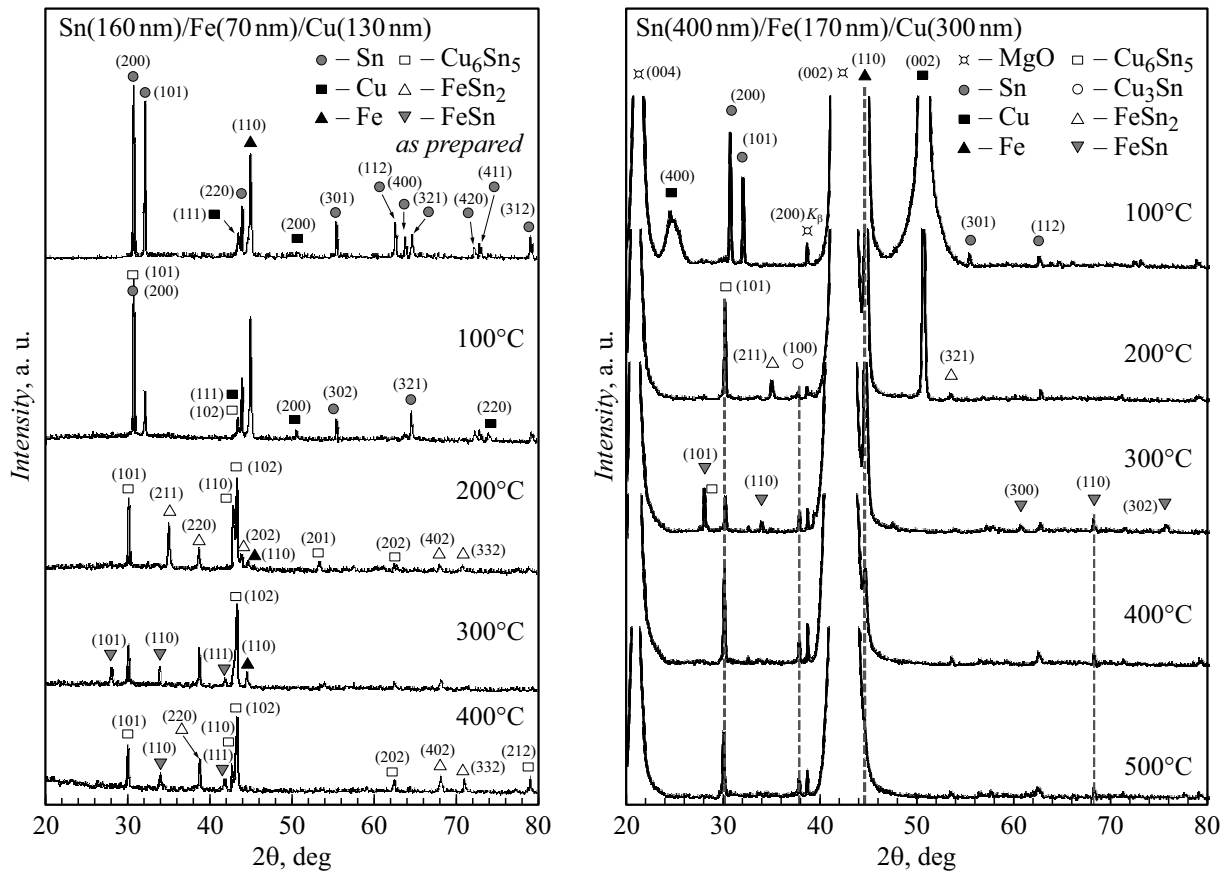 Sn(160 nm)/Fe(70 nm)/Cu(130 nm)
(200)
– Sn
– Cu₆Sn₅
(101)
– Cu
– FeSn₂
(110)
– Fe
– FeSn
as prepared
(220)
(111)
(200)
(301)
(112)
(400)
(321)
(420)
(411)
(312)
(101)
(200)
100°C
(111)
(102)
(200)
(302)
(321)
(220)
200°C
(101)
(211)
(220)
(110)
(102)
(202)
(110)
(201)
(202)
(402)
(332)
300°C
(101)
(110)
(111)
(102)
(110)
400°C
(101)
(110)
(220)
(110)
(111)
(102)
(202)
(402)
(332)
(212)
20 30 40 50 60 70 80
2θ, deg
Intensity, a. u.
Sn(400 nm)/Fe(170 nm)/Cu(300 nm)
(004)
(002)
(110)
(002)
– MgO
– Cu₆Sn₅
– Sn
– Cu₃Sn
– Cu
– FeSn₂
– Fe
– FeSn
(200)
(101)
(400)
(200) Kβ
(301)
(112)
100°C
(101)
(211)
(100)
(321)
200°C
(101)
(110)
(300)
(110)
(302)
300°C
400°C
500°C
20 30 40 50 60 70 80
2θ, deg
Intensity, a. u.